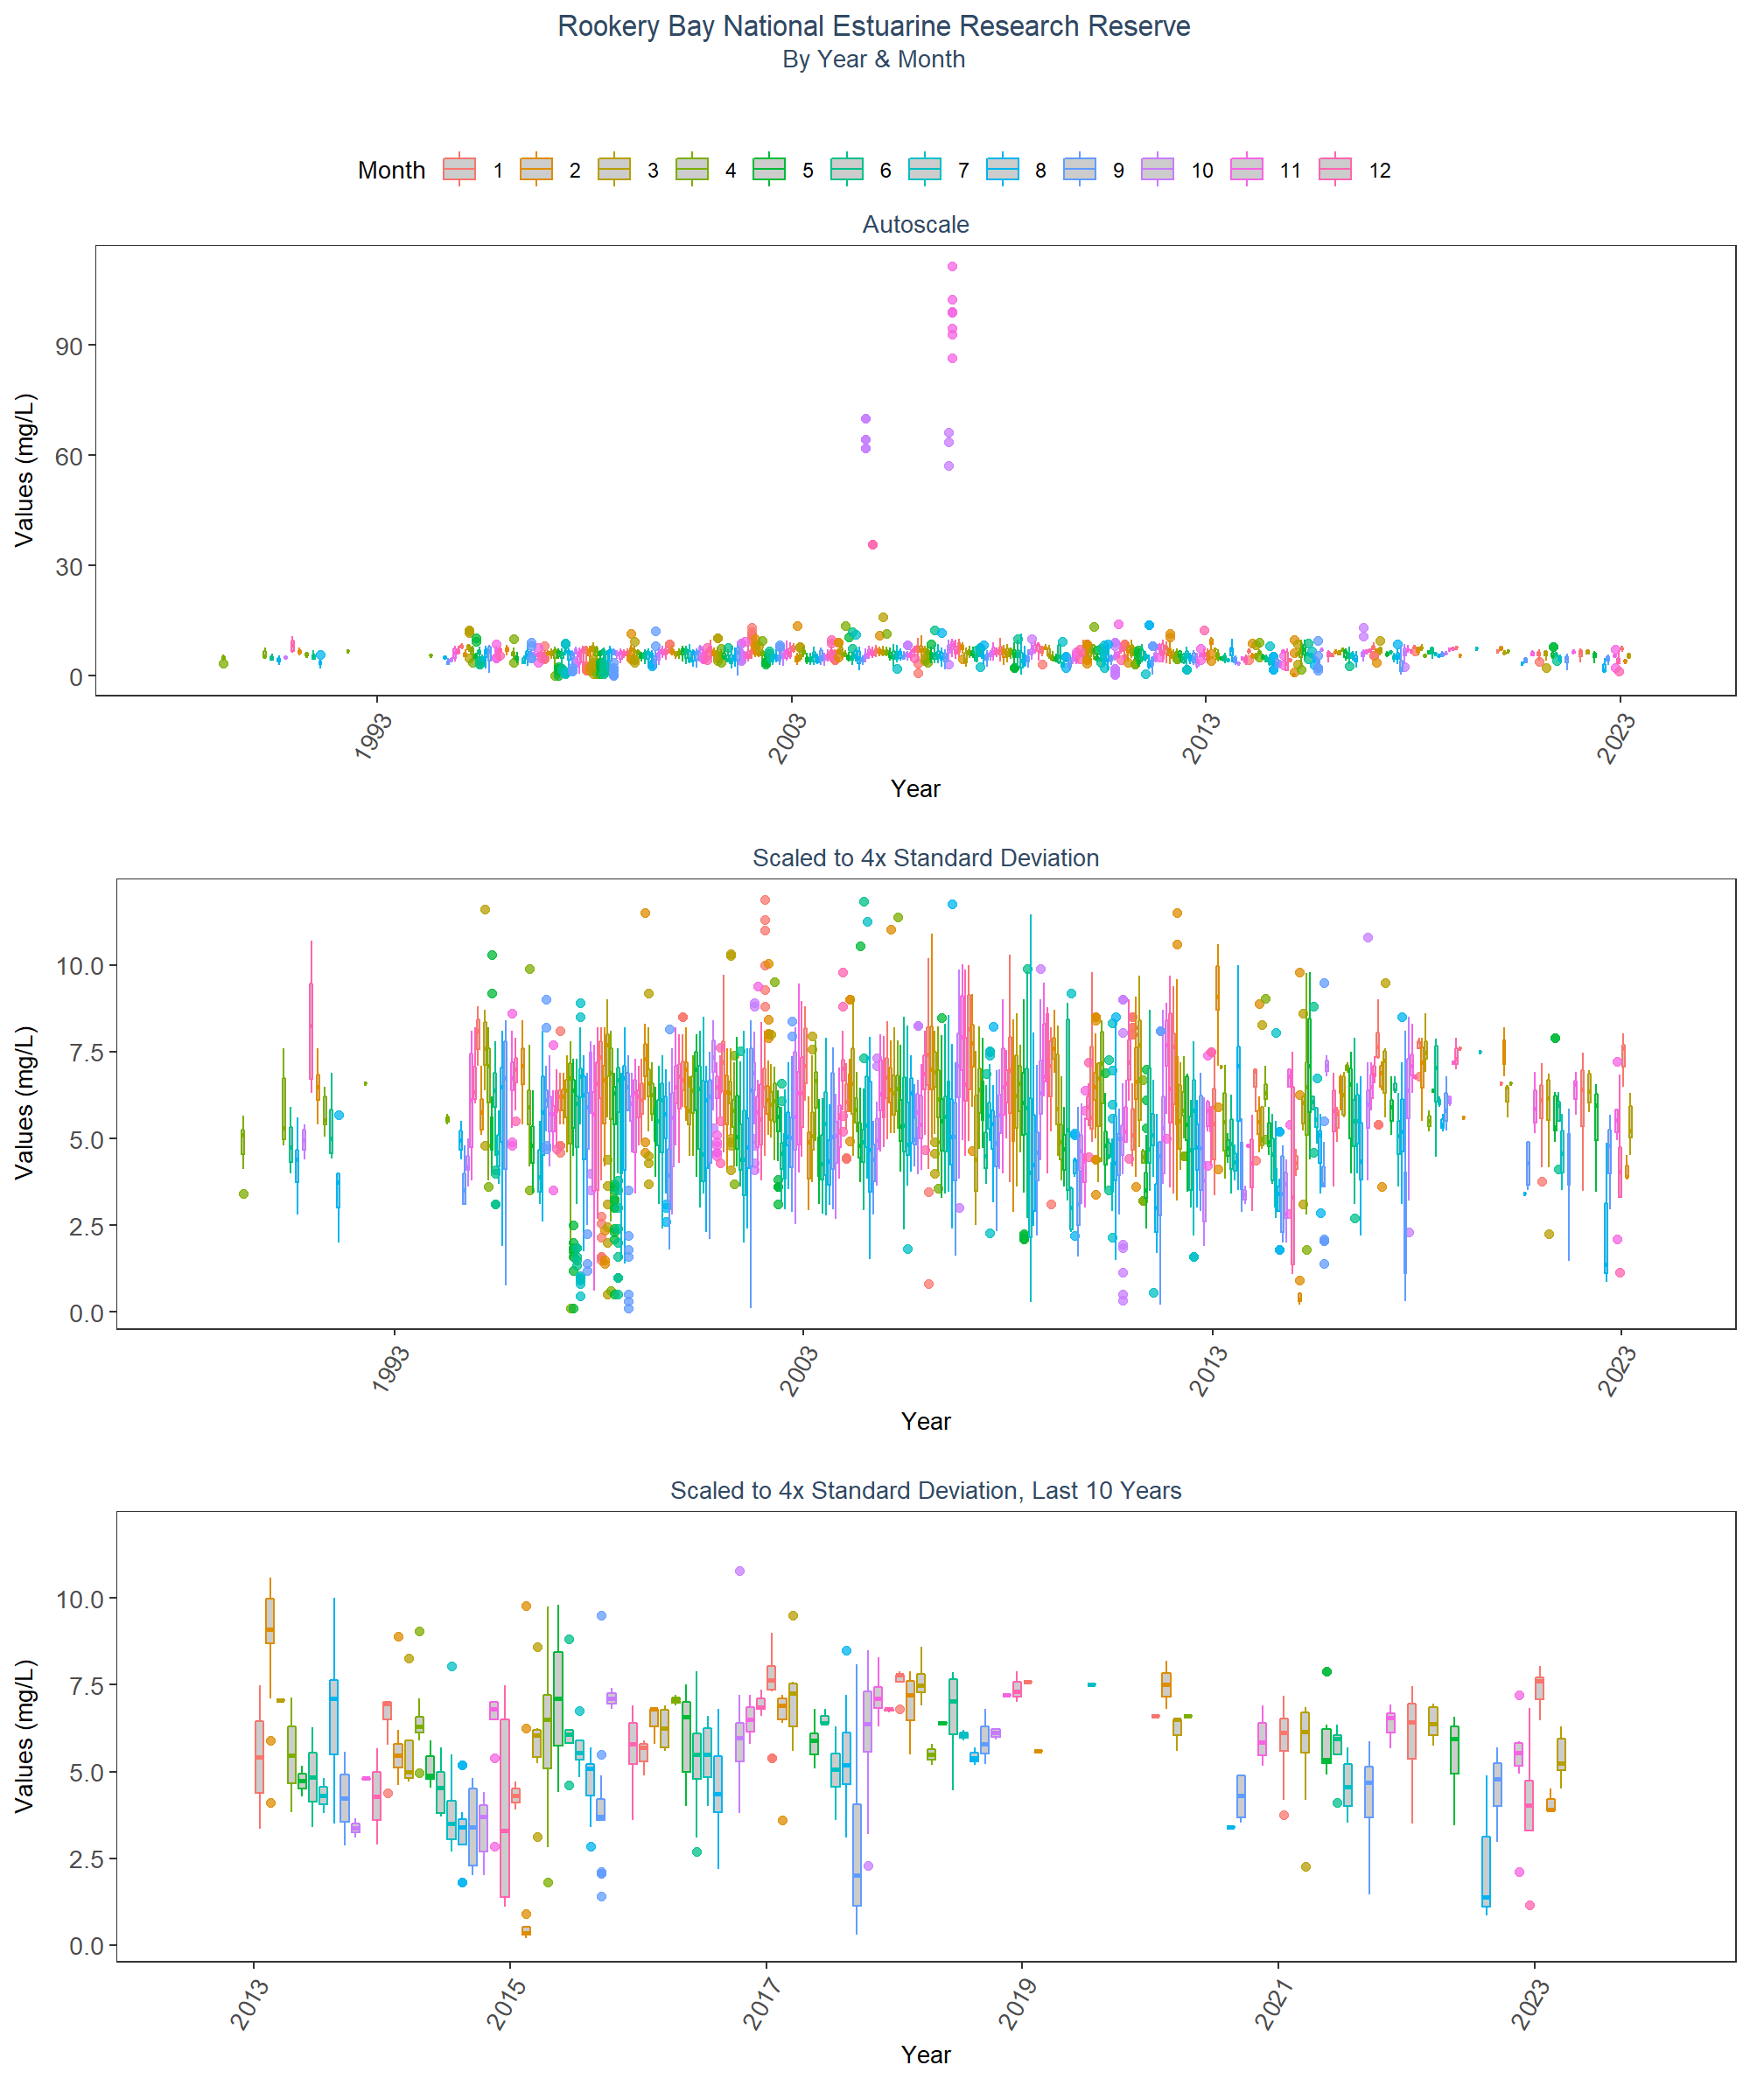 Rookery Bay National Estuarine Research Reserve
By Year & Month
Month 1 2 3 4 5 6 7 8 9 10 11 12
Autoscale
Values (mg/L)
90
60
30
0
1993 2003 2013 2023
Year
Scaled to 4x Standard Deviation
Values (mg/L)
10.0
7.5
5.0
2.5
0.0
1993 2003 2013 2023
Year
Scaled to 4x Standard Deviation, Last 10 Years
Values (mg/L)
10.0
7.5
5.0
2.5
0.0
2013 2015 2017 2019 2021 2023
Year